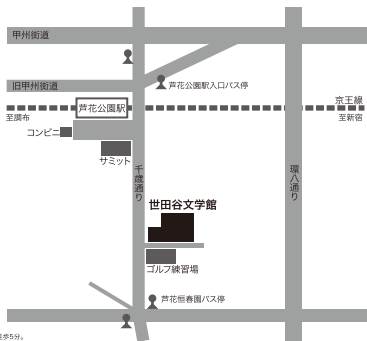 甲州街道
旧甲州街道
芦花公園駅入口バス停
京王線
芦花公園駅
至調布
至新宿
コンビニ
サミット
千歳通り
環八通り
世田谷文学館
ゴルフ練習場
芦花恒春園バス停
歩5分。